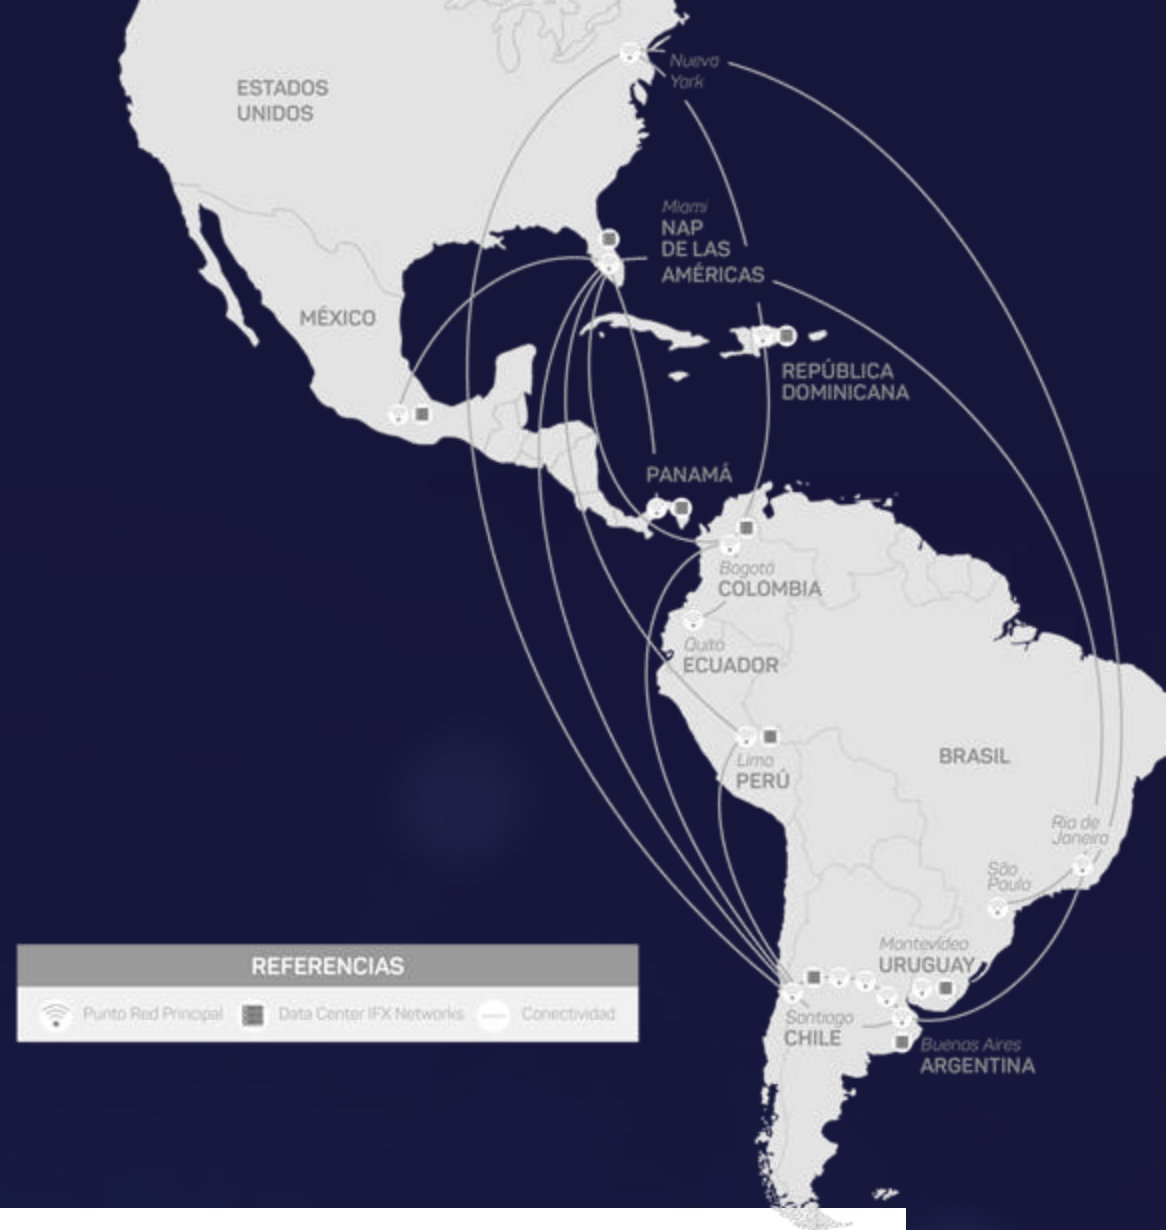 Nueva
York
ESTADOS
UNIDOS
Miami
NAP
DE LAS
AMÉRICAS
MÉXICO
REPÚBLICA
DOMINICANA
PANAMÁ
Bogotá
COLOMBIA
Quito
ECUADOR
BRASIL
Lima
PERÚ
Rio de
Janeiro
São
Paulo
Montevideo
URUGUAY
REFERENCIAS
Punto Red Principal
Data Center IFX Networks
Conectividad
Santiago
CHILE
Buenos Aires
ARGENTINA